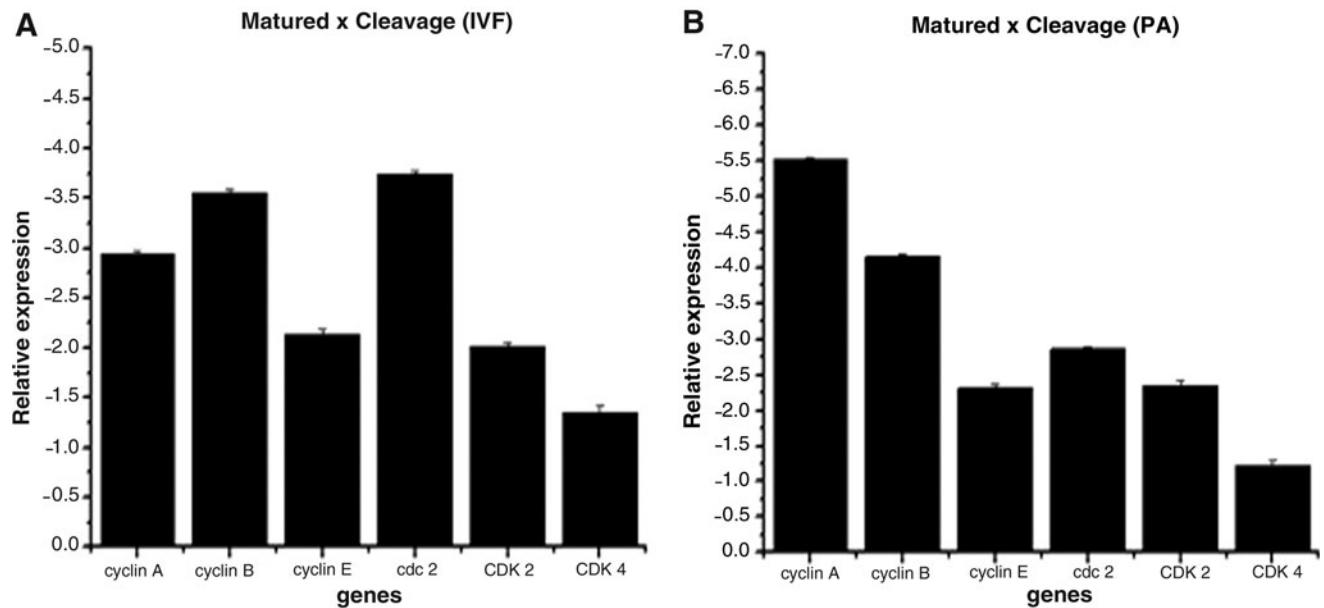 A
Matured x Cleavage (IVF)
Relative expression
-5.0
-4.5
-4.0
-3.5
-3.0
-2.5
-2.0
-1.5
-1.0
-0.5
0.0
cyclin A cyclin B cyclin E cdc 2 CDK 2 CDK 4
genes
B
Matured x Cleavage (PA)
Relative expression
-7.0
-6.5
-6.0
-5.5
-5.0
-4.5
-4.0
-3.5
-3.0
-2.5
-2.0
-1.5
-1.0
-0.5
0.0
cyclin A cyclin B cyclin E cdc 2 CDK 2 CDK 4
genes